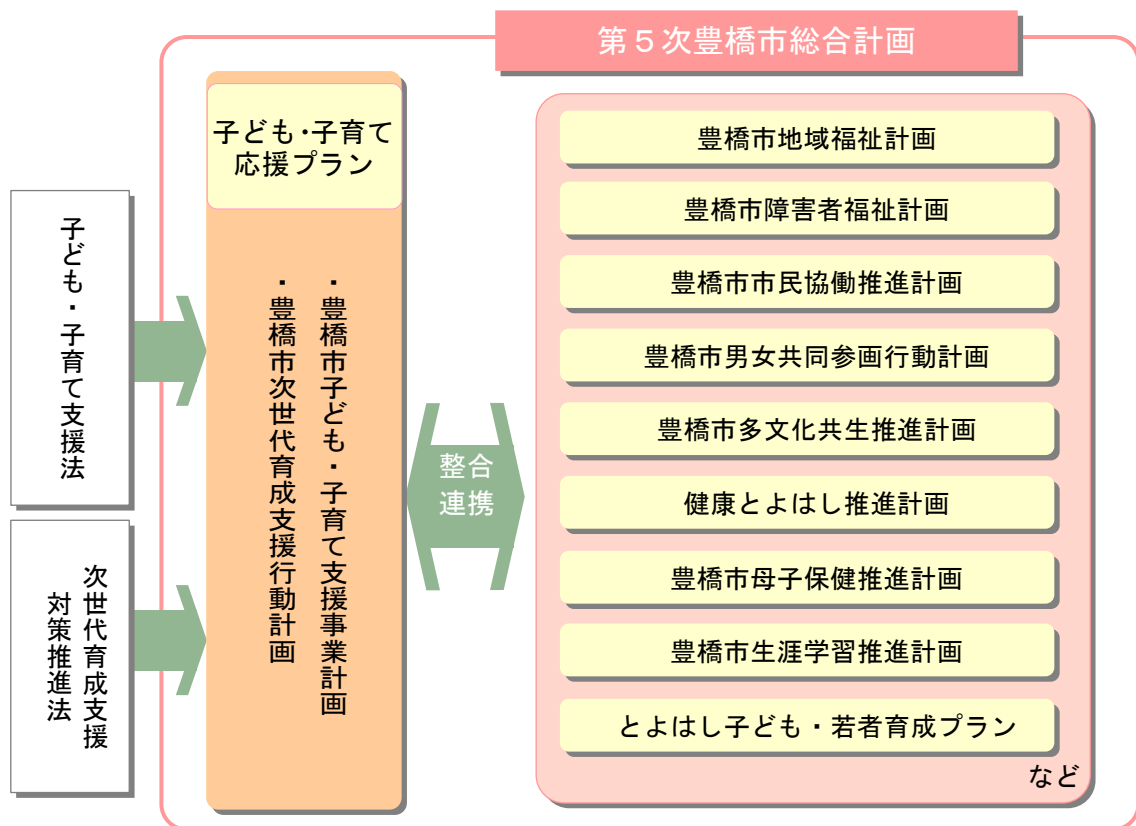 第５次豊橋市総合計画
子ども・子育て
応援プラン
子ども・子育て支援法
次世代育成支援
対策推進法
・豊橋市子ども・子育て支援事業計画
・豊橋市次世代育成支援行動計画
整合
連携
豊橋市地域福祉計画
豊橋市障害者福祉計画
豊橋市市民協働推進計画
豊橋市男女共同参画行動計画
豊橋市多文化共生推進計画
健康とよはし推進計画
豊橋市母子保健推進計画
豊橋市生涯学習推進計画
とよはし子ども・若者育成プラン
など